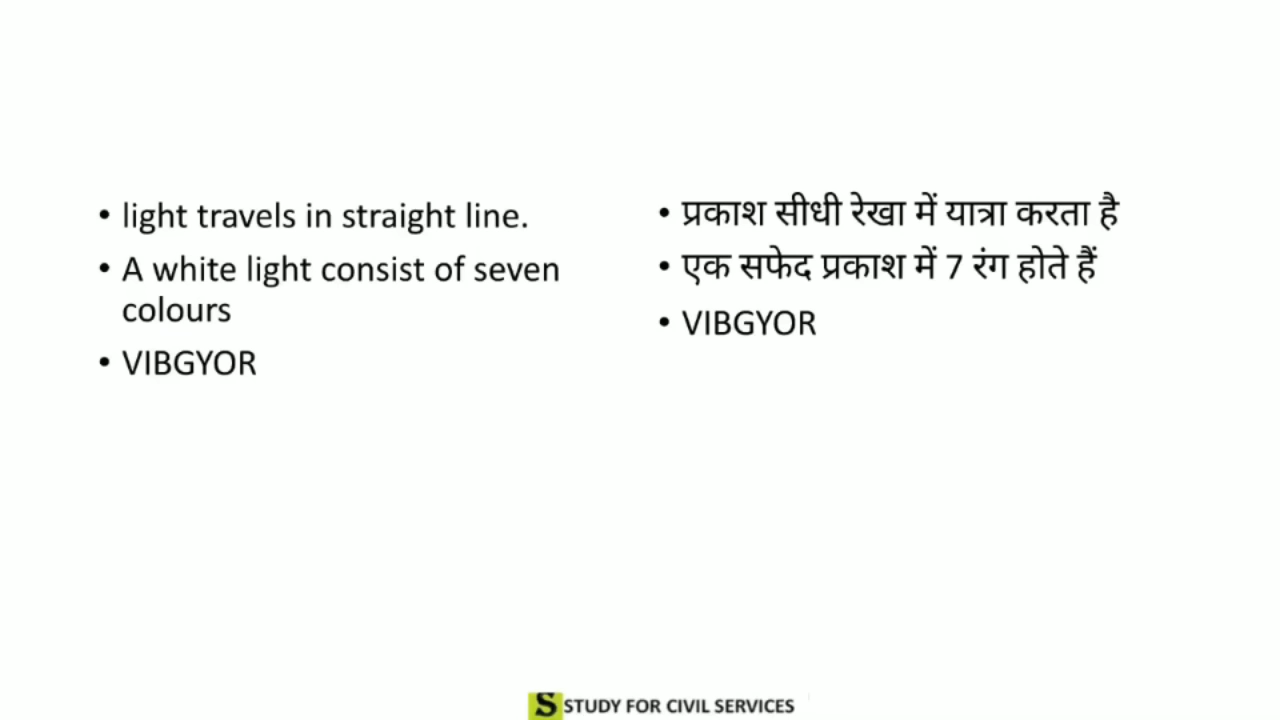 • light travels in straight line.
• A white light consist of seven
colours
• VIBGYOR
• प्रकाश सीधी रेखा में यात्रा करता है
• एक सफेद प्रकाश में 7 रंग होते हैं
• VIBGYOR
S STUDY FOR CIVIL SERVICES